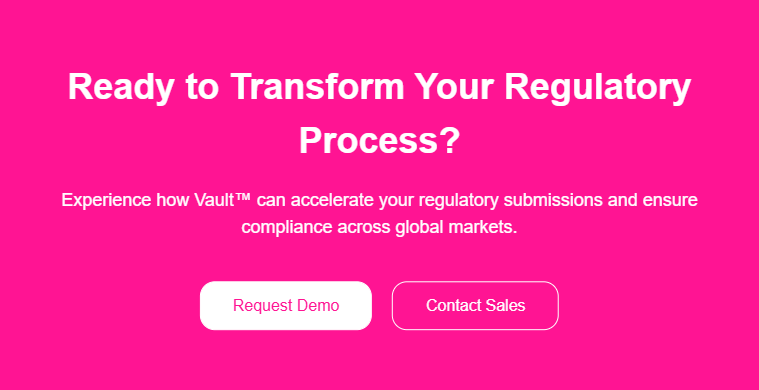 Ready to Transform Your Regulatory
Process?
Experience how Vault™ can accelerate your regulatory submissions and ensure
compliance across global markets.
Request Demo
Contact Sales